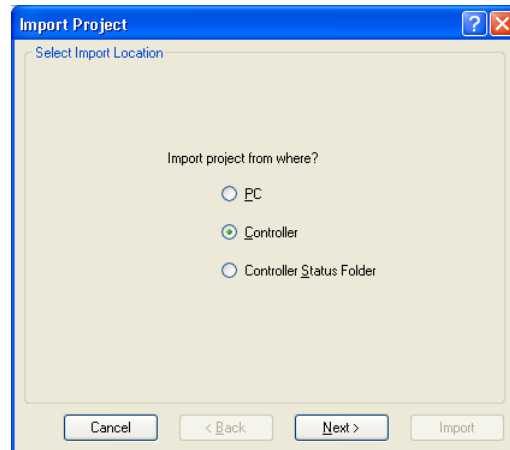 Import Project
Select Import Location
Import project from where?
PC
Controller
Controller Status Folder
Cancel < Back Next > Import